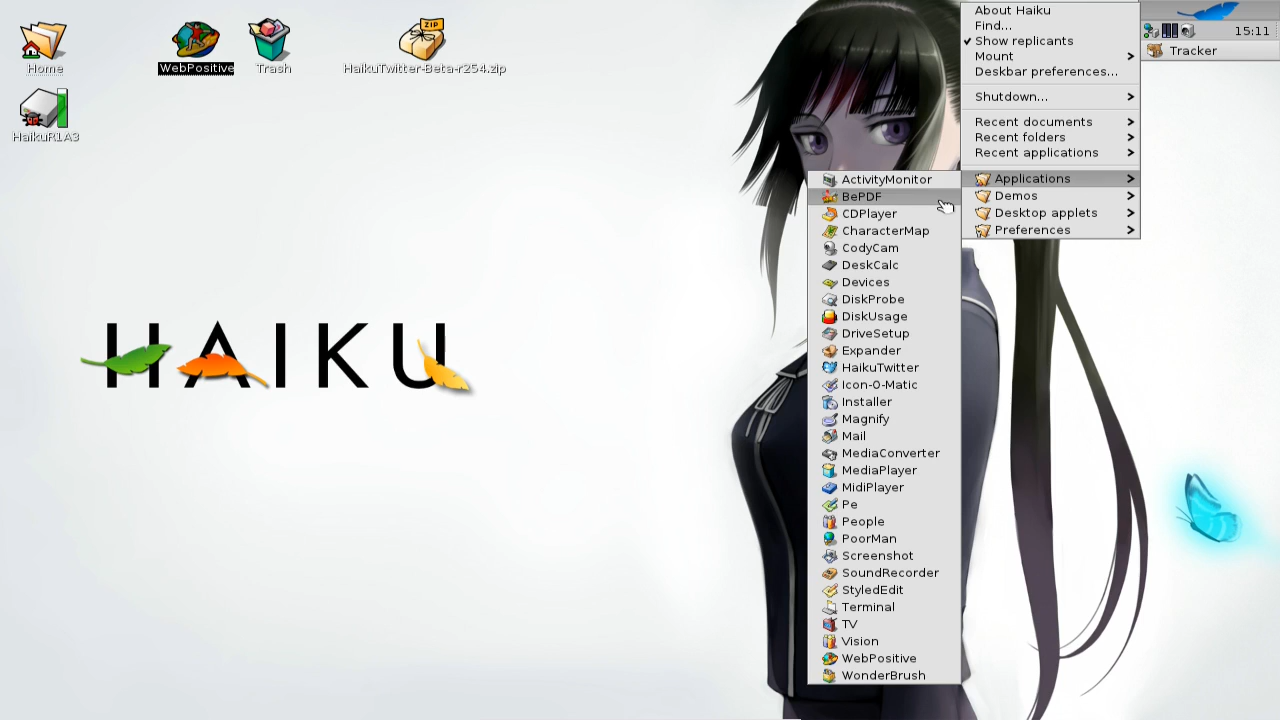 Home
WebPositive
Trash
HaikuTwitter-Beta-r254.zip
ZIP
HaikuR1A3
HAIKU
About Haiku
Find...
Show replicants
Mount
Deskbar preferences...
Shutdown...
Recent documents
Recent folders
Recent applications
Applications
Demos
Desktop applets
Preferences
15:11
Tracker
ActivityMonitor
BePDF
CDPlayer
CharacterMap
CodyCam
DeskCalc
Devices
DiskProbe
DiskUsage
DriveSetup
Expander
HaikuTwitter
Icon-O-Matic
Installer
Magnify
Mail
MediaConverter
MediaPlayer
MidiPlayer
Pe
People
PoorMan
Screenshot
SoundRecorder
StyledEdit
Terminal
TV
Vision
WebPositive
WonderBrush